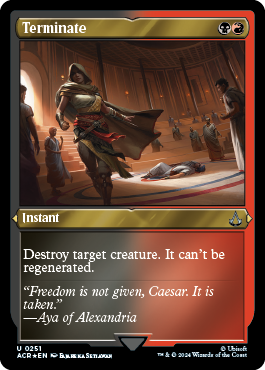 Terminate
Instant
Destroy target creature. It can't be
regenerated.
"Freedom is not given, Caesar. It is
taken."
—Aya of Alexandria
U 0251
ACR★EN
© Ubisoft
™ & © 2024 Wizards of the Coast